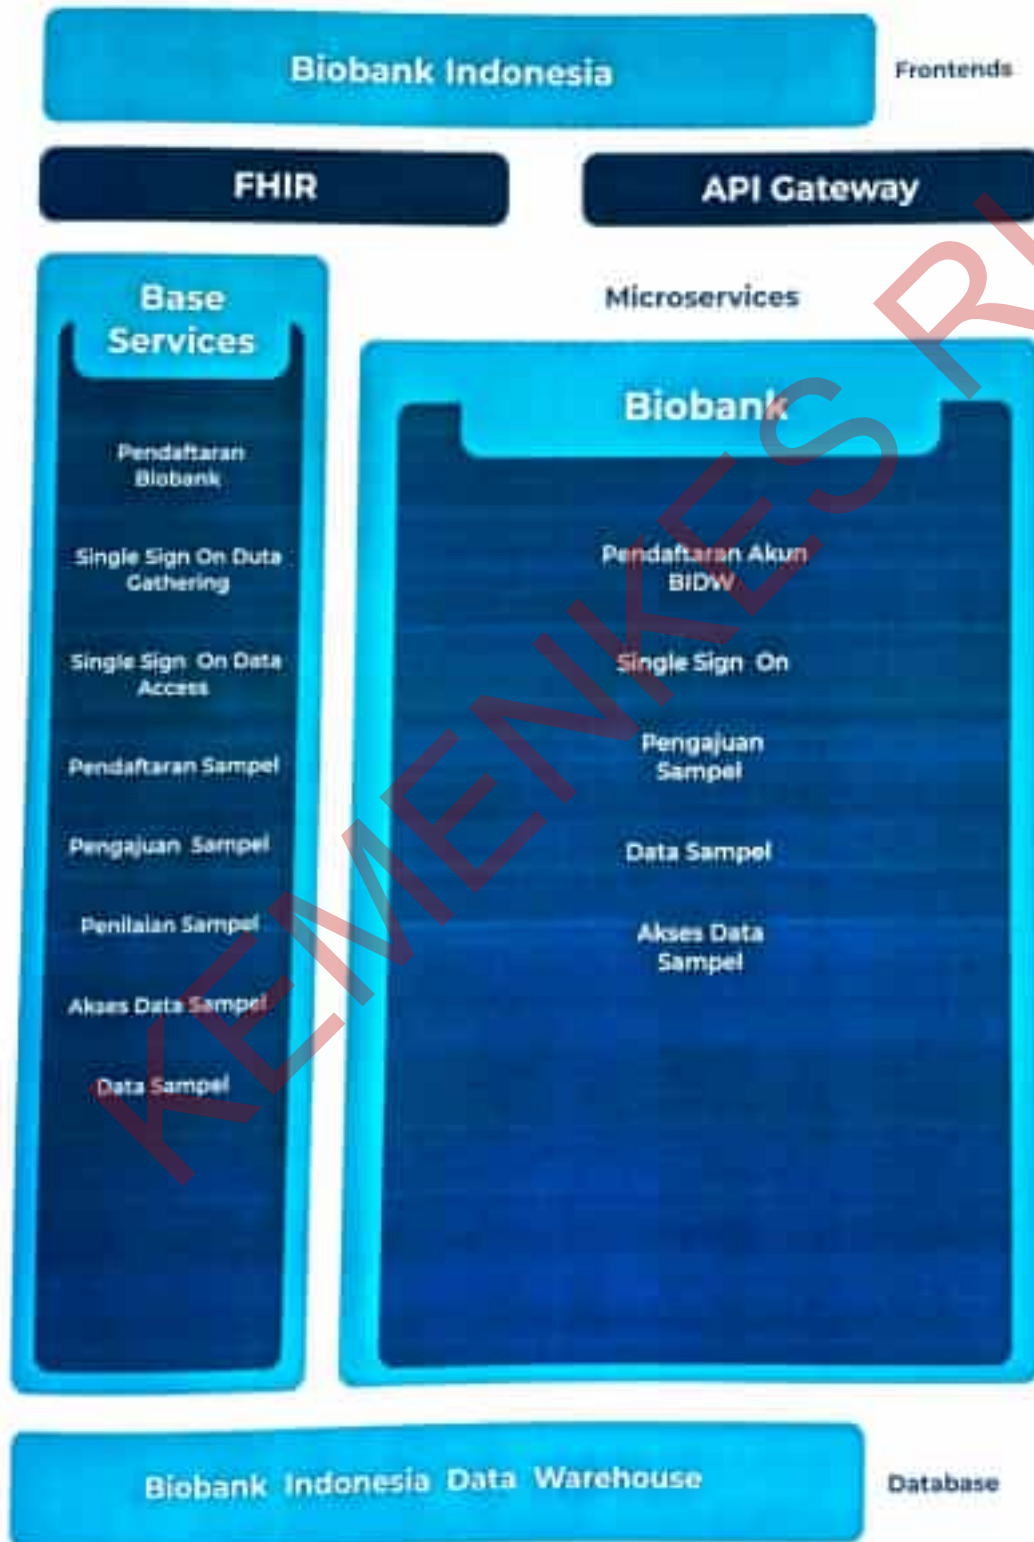 Biobank Indonesia
Frontends
FHIR
API Gateway
Base
Services
Pendaftaran
Biobank
Single Sign On Duta
Gathering
Single Sign On Data
Access
Pendaftaran Sampel
Pengajuan Sampel
Penilaian Sampel
Akses Data Sampel
Data Sampel
Microservices
Biobank
Pendaftaran Akun
BIDW
Single Sign On
Pengajuan
Sampel
Data Sampel
Akses Data
Sampel
Biobank Indonesia Data Warehouse
Database
KEMENKES